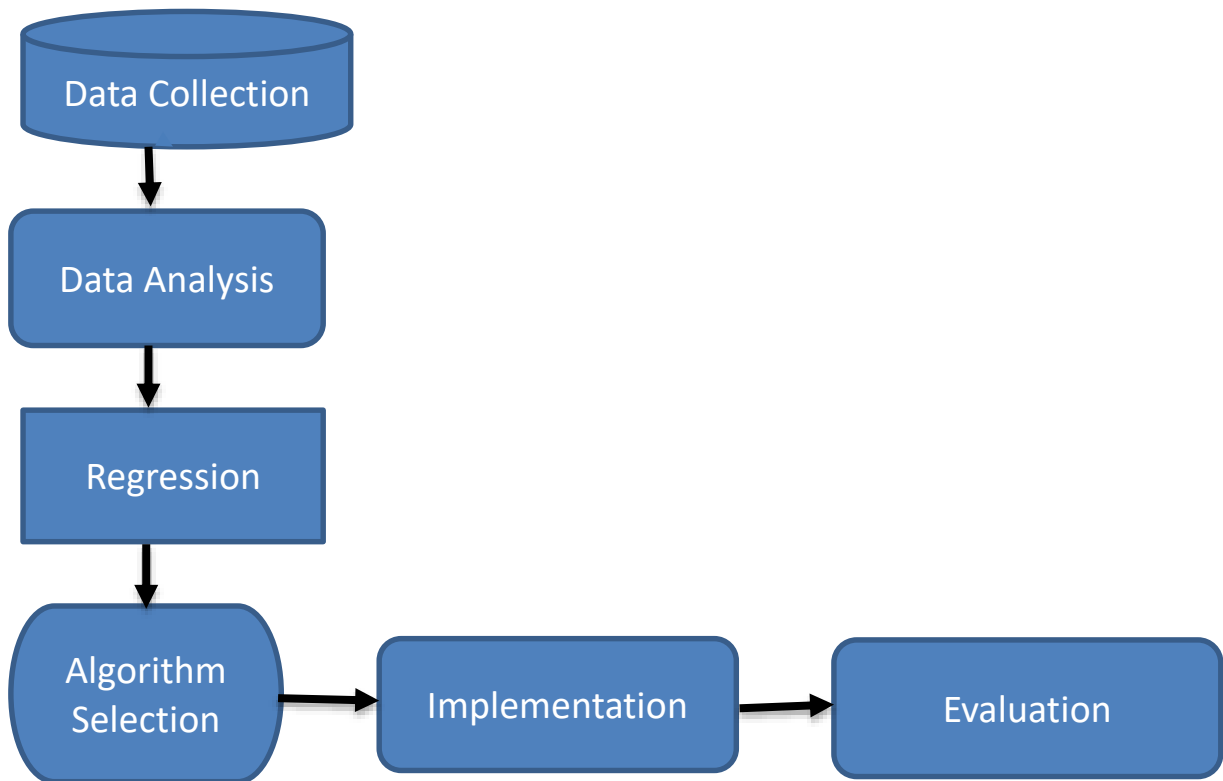 Data Collection
Data Analysis
Regression
Algorithm
Selection
Implementation
Evaluation